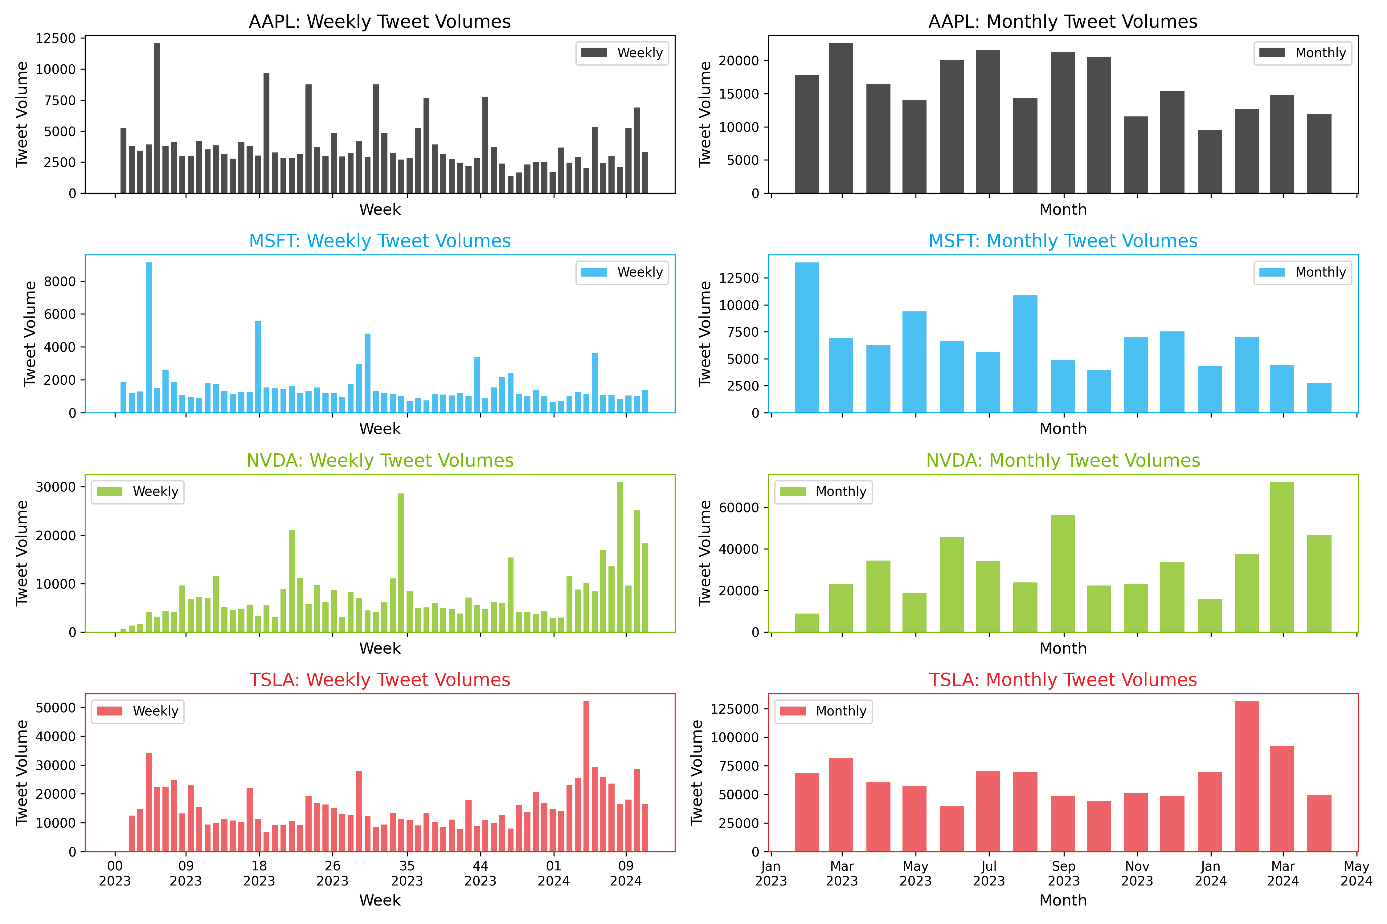 AAPL: Weekly Tweet Volumes
Tweet Volume
12500
10000
7500
5000
2500
0
Weekly
Week
AAPL: Monthly Tweet Volumes
Tweet Volume
20000
15000
10000
5000
0
Monthly
Month
MSFT: Weekly Tweet Volumes
Tweet Volume
8000
6000
4000
2000
0
Weekly
Week
MSFT: Monthly Tweet Volumes
Tweet Volume
12500
10000
7500
5000
2500
0
Monthly
Month
NVDA: Weekly Tweet Volumes
Tweet Volume
30000
20000
10000
0
Weekly
Week
NVDA: Monthly Tweet Volumes
Tweet Volume
60000
40000
20000
0
Monthly
Month
TSLA: Weekly Tweet Volumes
Tweet Volume
50000
40000
30000
20000
10000
0
Weekly
00 09 18 26 35 44 01 09
2023 2023 2023 2023 2023 2023 2024 2024
Week
TSLA: Monthly Tweet Volumes
Tweet Volume
125000
100000
75000
50000
25000
0
Monthly
Jan Mar May Jul Sep Nov Jan Mar May
2023 2023 2023 2023 2023 2023 2024 2024 2024
Month